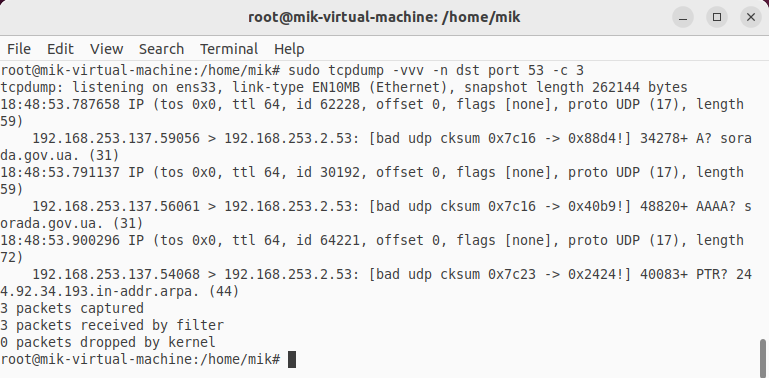 root@mik-virtual-machine: /home/mik
File Edit View Search Terminal Help
root@mik-virtual-machine:/home/mik# sudo tcpdump -vvv -n dst port 53 -c 3
tcpdump: listening on ens33, link-type EN10MB (Ethernet), snapshot length 262144 bytes
18:48:53.787658 IP (tos 0x0, ttl 64, id 62228, offset 0, flags [none], proto UDP (17), length
59)
    192.168.253.137.59056 > 192.168.253.2.53: [bad udp cksum 0x7c16 -> 0x88d4!] 34278+ A? sora
da.gov.ua. (31)
18:48:53.791137 IP (tos 0x0, ttl 64, id 30192, offset 0, flags [none], proto UDP (17), length
59)
    192.168.253.137.56061 > 192.168.253.2.53: [bad udp cksum 0x7c16 -> 0x40b9!] 48820+ AAAA? s
orada.gov.ua. (31)
18:48:53.900296 IP (tos 0x0, ttl 64, id 64221, offset 0, flags [none], proto UDP (17), length
72)
    192.168.253.137.54068 > 192.168.253.2.53: [bad udp cksum 0x7c23 -> 0x2424!] 40083+ PTR? 24
4.92.34.193.in-addr.arpa. (44)
3 packets captured
3 packets received by filter
0 packets dropped by kernel
root@mik-virtual-machine:/home/mik#